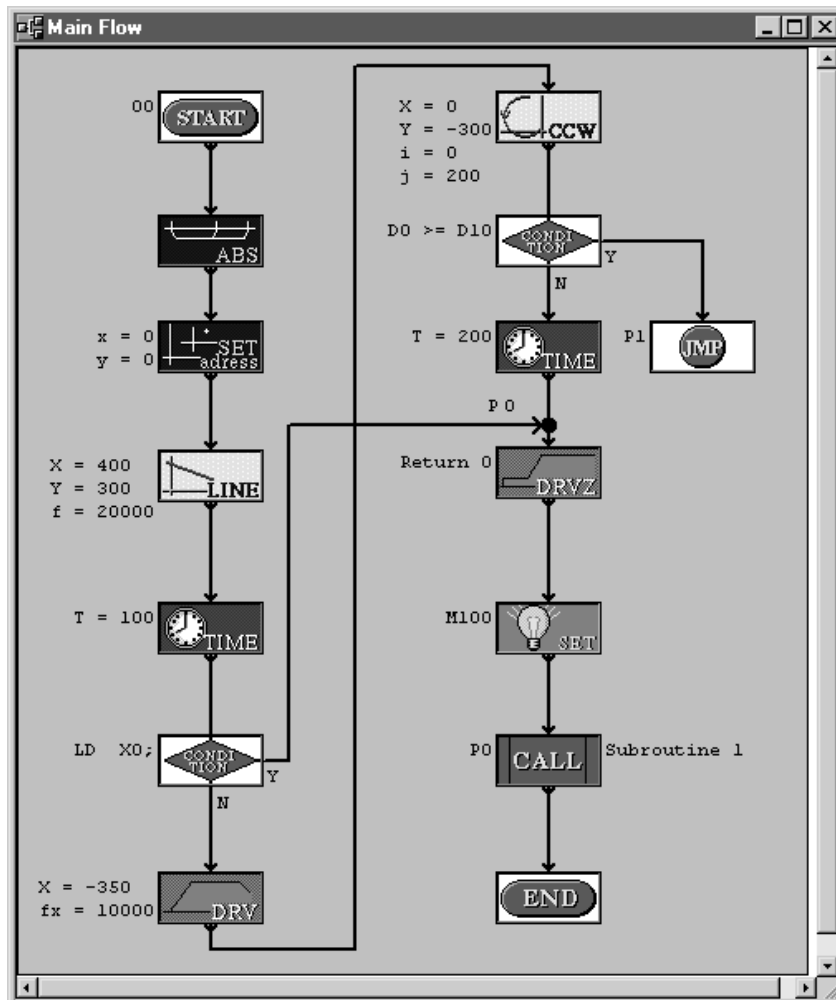 Main Flow
00
START
ABS
x = 0
y = 0
SET
adress
X = 400
Y = 300
f = 20000
LINE
T = 100
TIME
LD X0;
CONDI
TION
Y
N
X = -350
fx = 10000
DRV
X = 0
Y = -300
i = 0
j = 200
CCW
D0 >= D10
CONDI
TION
Y
N
T = 200
TIME
P1
JMP
P 0
Return 0
DRVZ
M100
SET
P0
CALL
Subroutine 1
END